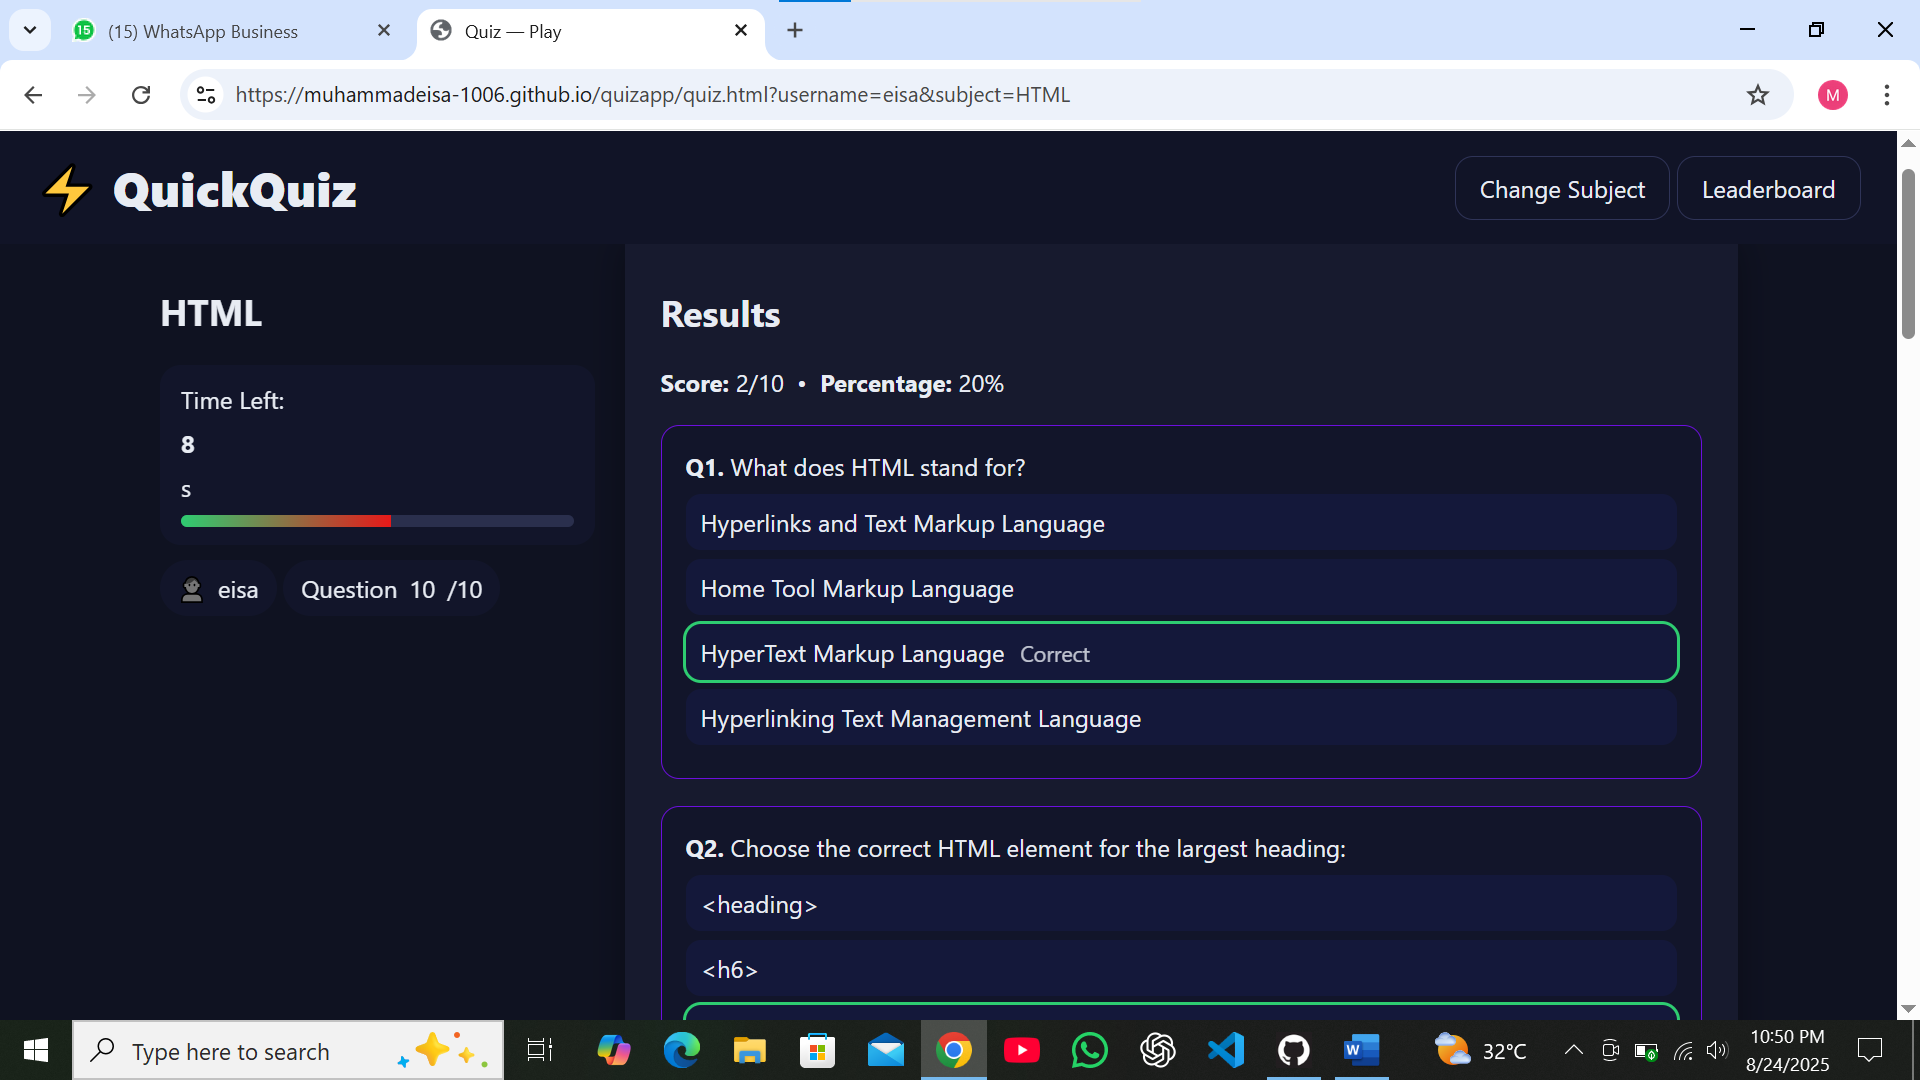 15
(15) WhatsApp Business
Quiz — Play
https://muhammadeisa-1006.github.io/quizapp/quiz.html?username=eisa&subject=HTML
M
QuickQuiz
Change Subject
Leaderboard
HTML
Time Left:
8
s
eisa
Question 10 /10
Results
Score: 2/10 • Percentage: 20%
Q1. What does HTML stand for?
Hyperlinks and Text Markup Language
Home Tool Markup Language
HyperText Markup Language Correct
Hyperlinking Text Management Language
Q2. Choose the correct HTML element for the largest heading:
<heading>
<h6>
Type here to search
W
32°C
10:50 PM
8/24/2025